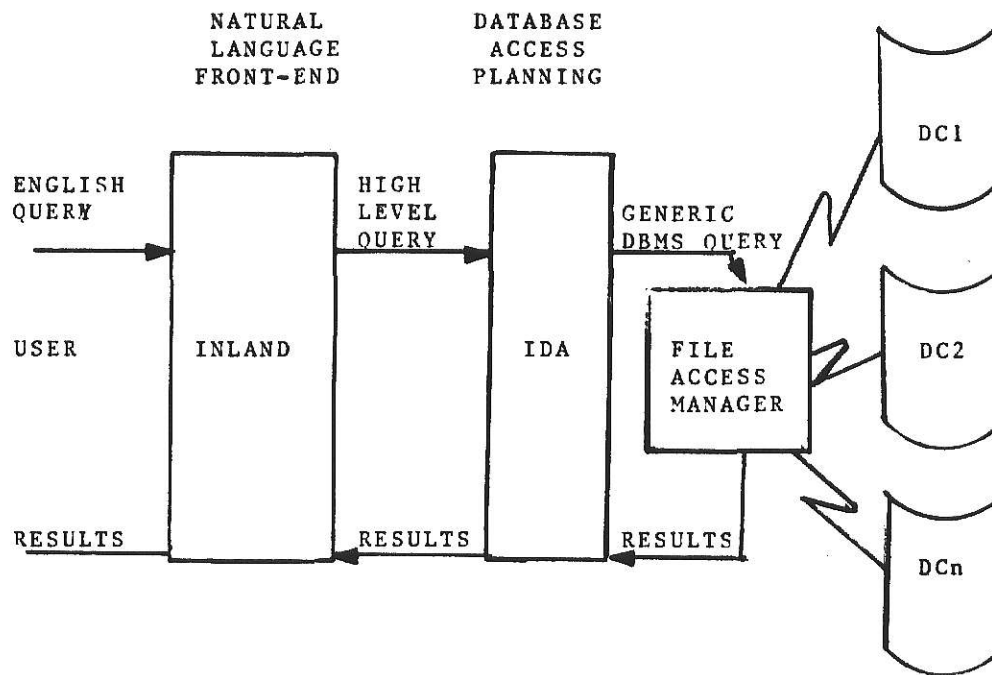 NATURAL
LANGUAGE
FRONT-END
DATABASE
ACCESS
PLANNING
DC1
ENGLISH
QUERY
HIGH
LEVEL
QUERY
GENERIC
DBMS QUERY
USER
INLAND
IDA
FILE
ACCESS
MANAGER
DC2
RESULTS
RESULTS
RESULTS
DCn